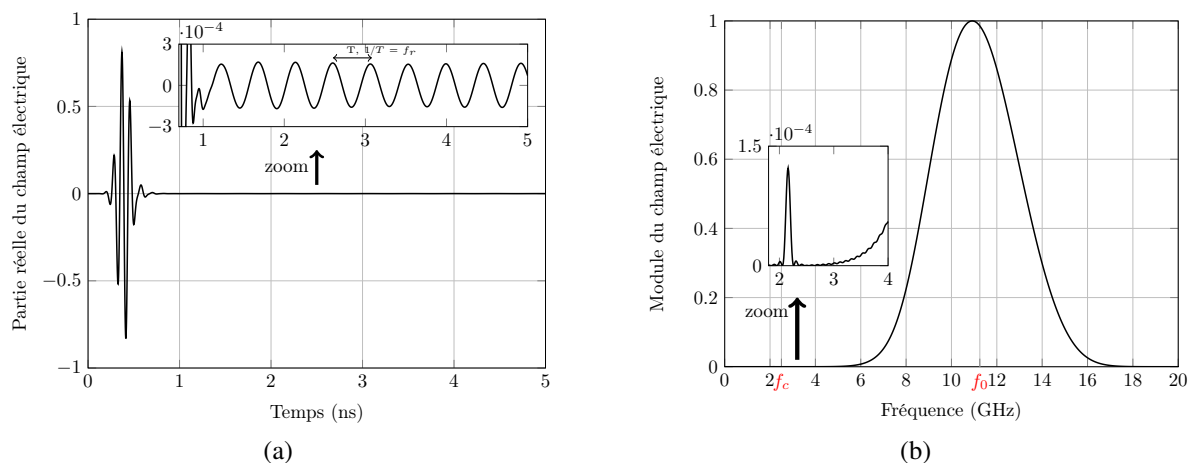 Partie réelle du champ électrique
1
0.5
0
−0.5
−1
0 1 2 3 4 5
Temps (ns)
·10⁻⁴
3
0
−3
1 2 3 4 5
T, 1/T = f_r
zoom
(a)
Module du champ électrique
1
0.8
0.6
0.4
0.2
0
0 2 f_c 4 6 8 10 f_0 12 14 16 18 20
Fréquence (GHz)
1.5 ·10⁻⁴
0
2 3 4
zoom
(b)